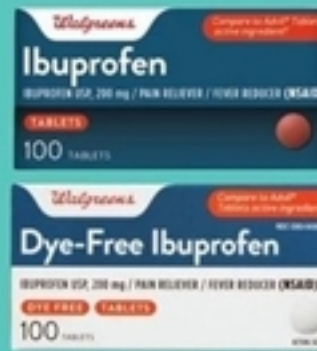 Walgreens
Compare to Advil® Tablets
active ingredient®
Ibuprofen
IBUPROFEN USP, 200 mg / PAIN RELIEVER / FEVER REDUCER (NSAID)
TABLETS
100 TABLETS
Walgreens
Compare to Advil®
Tablets active ingredient
Dye-Free Ibuprofen
IBUPROFEN USP, 200 mg / PAIN RELIEVER / FEVER REDUCER (NSAID)
DYE FREE TABLETS
100 TABLETS